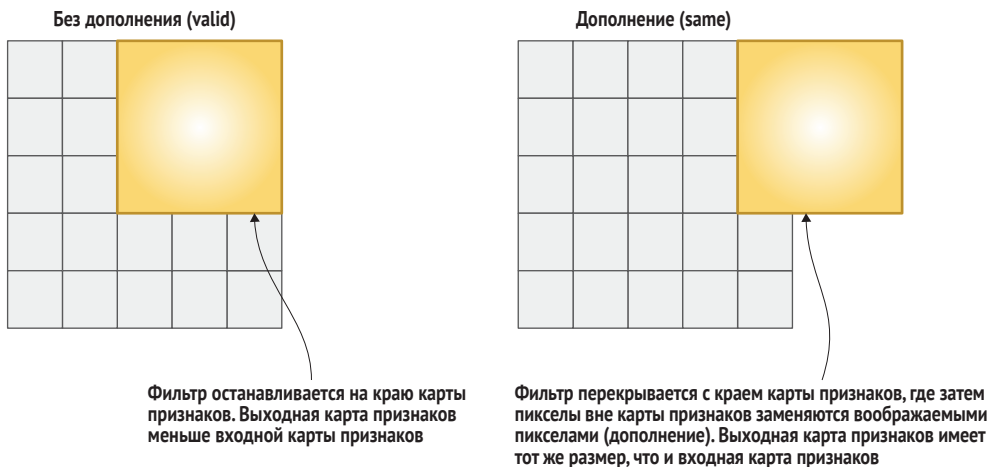 Без дополнения (valid)
Дополнение (same)
Фильтр останавливается на краю карты
признаков. Выходная карта признаков
меньше входной карты признаков
Фильтр перекрывается с краем карты признаков, где затем
пикселы вне карты признаков заменяются воображаемыми
пикселами (дополнение). Выходная карта признаков имеет
тот же размер, что и входная карта признаков